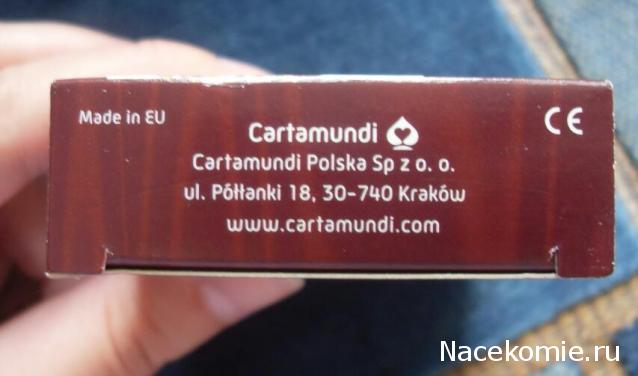 Made in EU
CE
Cartamundi
Cartamundi Polska Sp z o. o.
ul. Półłanki 18, 30-740 Kraków
www.cartamundi.com
Nacekomie.ru